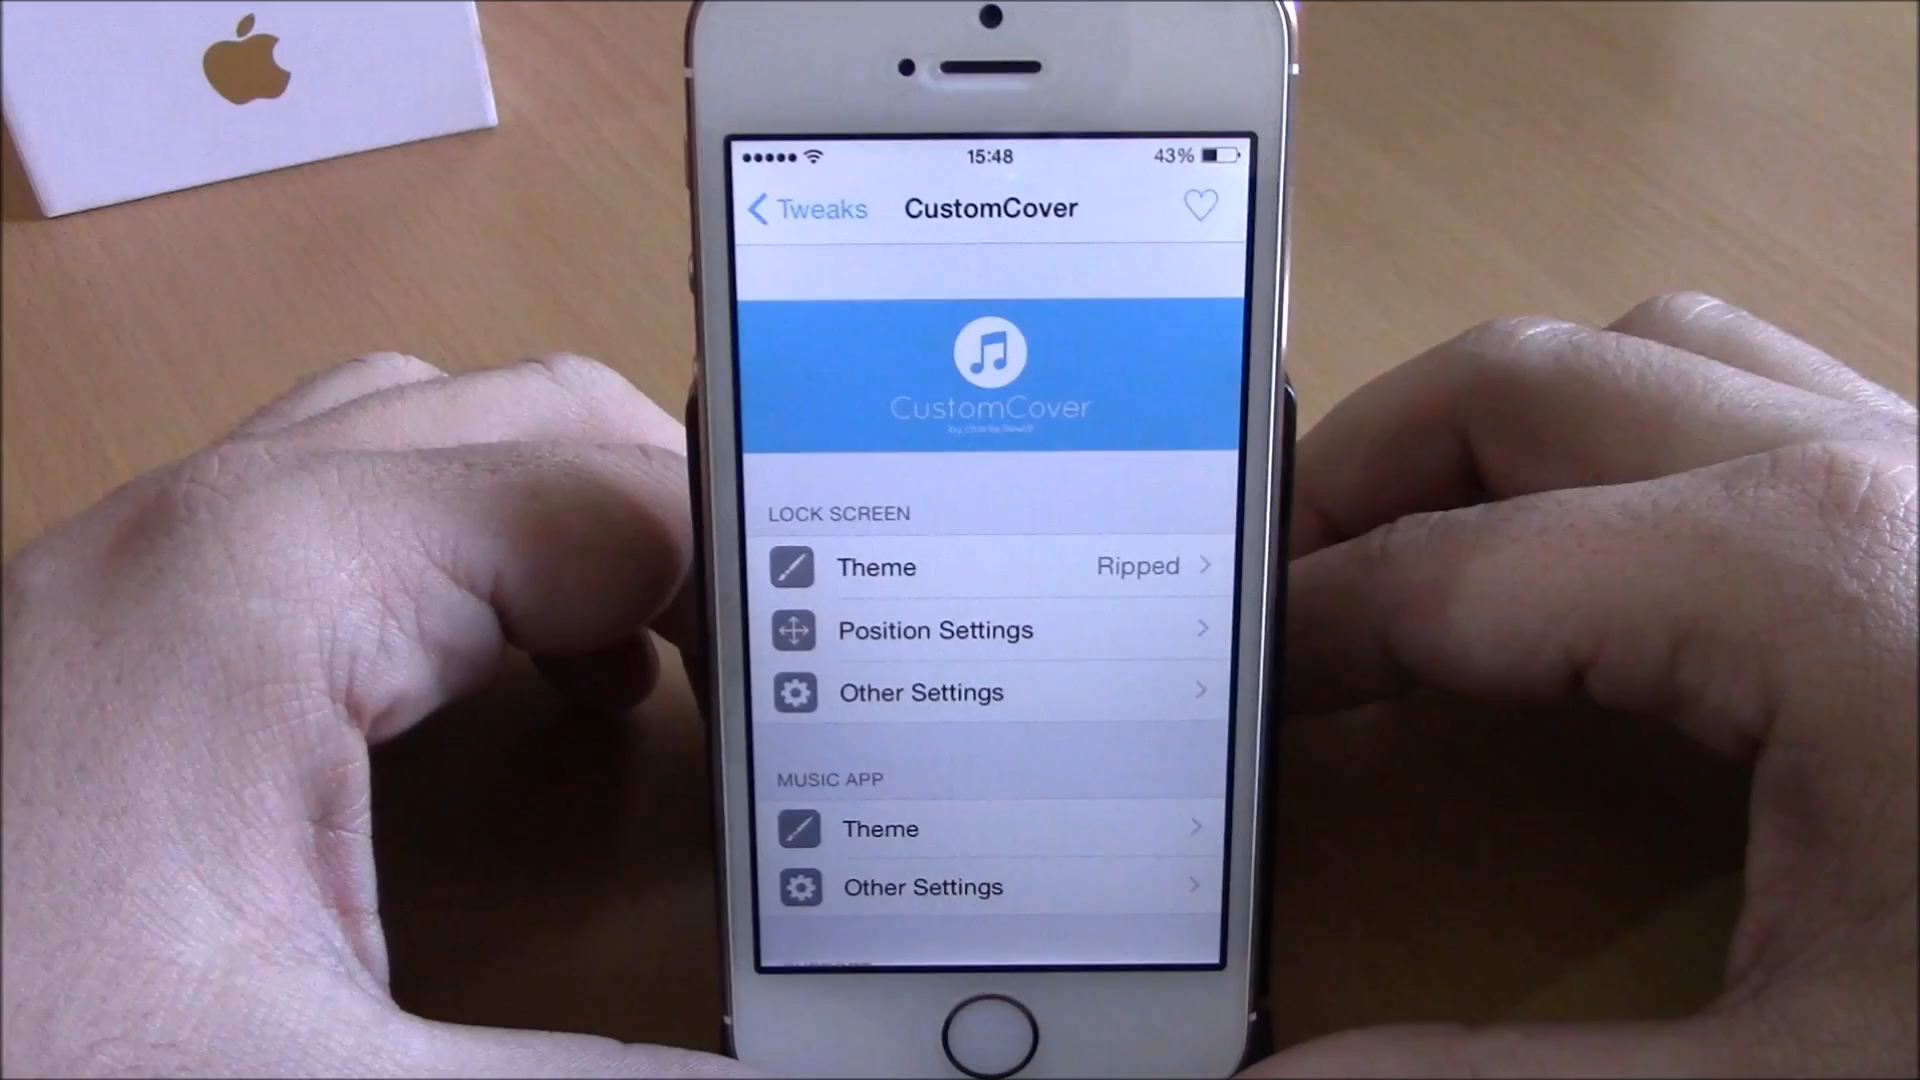 15:48
43%
Tweaks
CustomCover
CustomCover
LOCK SCREEN
Theme
Ripped
Position Settings
Other Settings
MUSIC APP
Theme
Other Settings